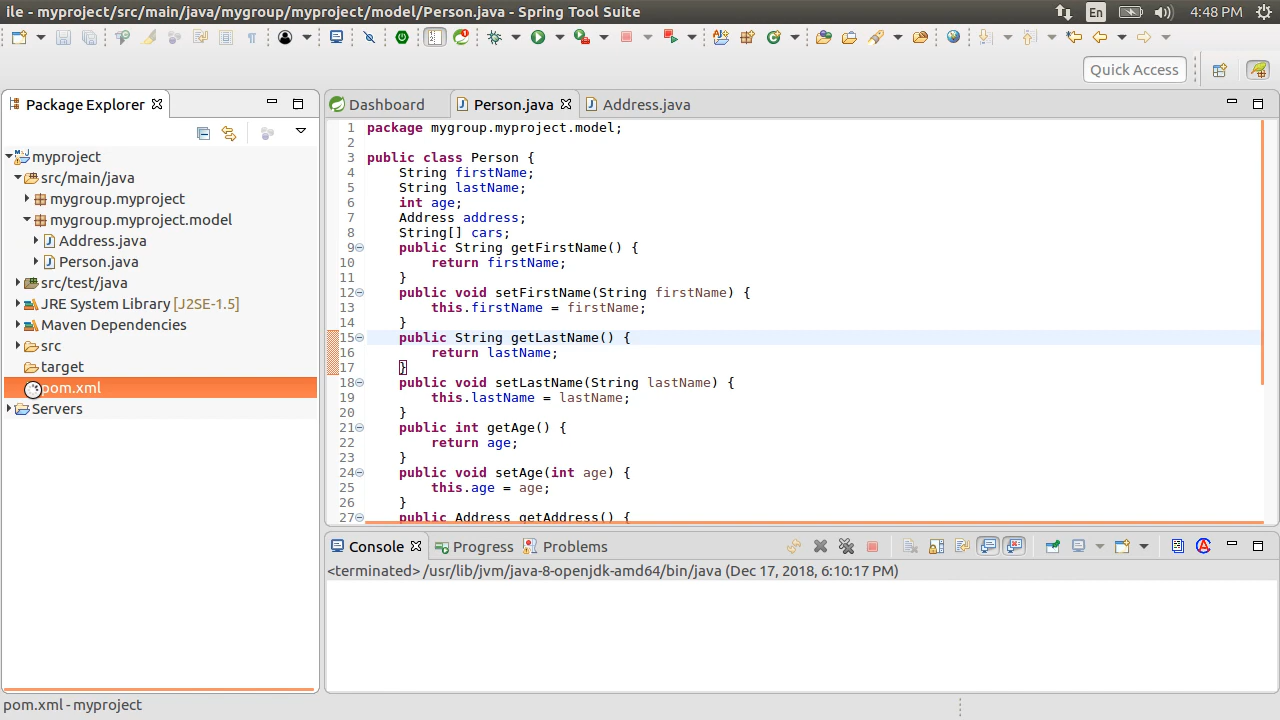 ile - myproject/src/main/java/mygroup/myproject/model/Person.java - Spring Tool Suite
En
4:48 PM
Quick Access
Package Explorer
Dashboard
Person.java
Address.java
myproject
src/main/java
mygroup.myproject
mygroup.myproject.model
Address.java
Person.java
src/test/java
JRE System Library [J2SE-1.5]
Maven Dependencies
src
target
pom.xml
Servers
1 package mygroup.myproject.model;
2
3 public class Person {
4 String firstName;
5 String lastName;
6 int age;
7 Address address;
8 String[] cars;
9 public String getFirstName() {
10 return firstName;
11 }
12 public void setFirstName(String firstName) {
13 this.firstName = firstName;
14 }
15 public String getLastName() {
16 return lastName;
17 }
18 public void setLastName(String lastName) {
19 this.lastName = lastName;
20 }
21 public int getAge() {
22 return age;
23 }
24 public void setAge(int age) {
25 this.age = age;
26 }
27 public Address getAddress() {
Console
Progress
Problems
<terminated> /usr/lib/jvm/java-8-openjdk-amd64/bin/java (Dec 17, 2018, 6:10:17 PM)
pom.xml - myproject